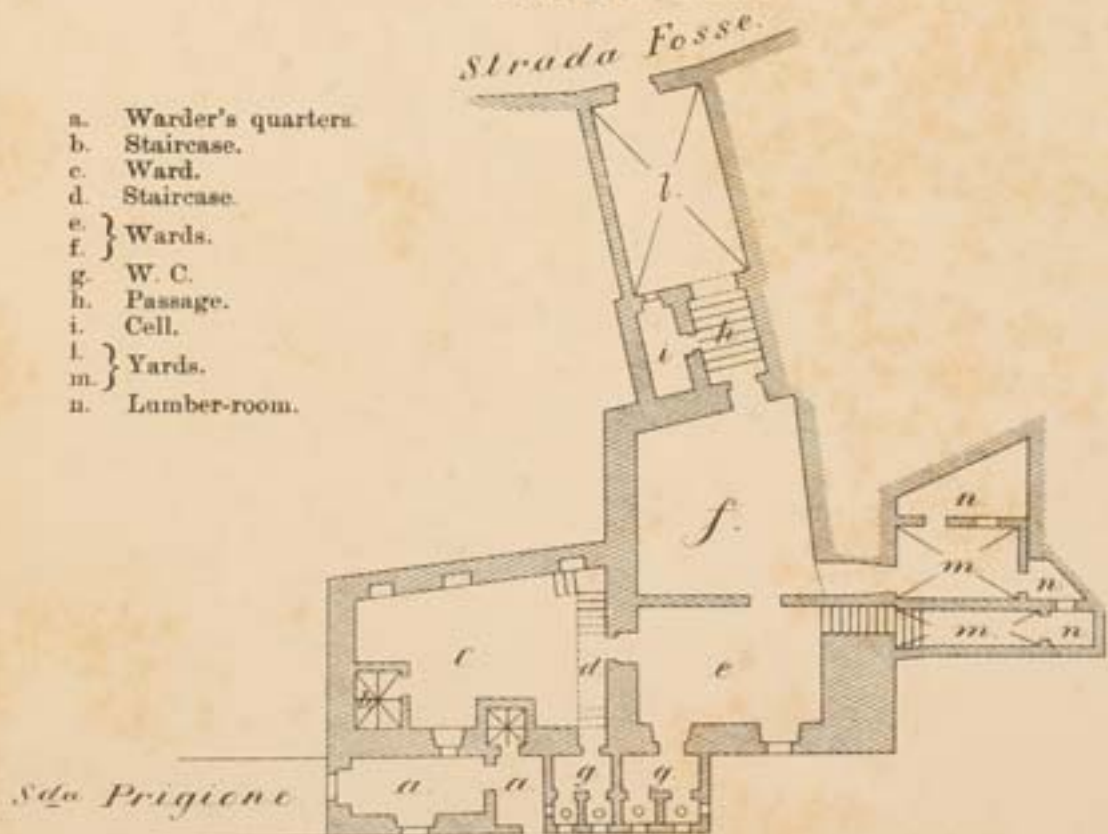 Strada Fosse.
a. Warder's quarters.
b. Staircase.
c. Ward.
d. Staircase.
e.
f. } Wards.
g. W. C.
h. Passage.
i. Cell.
l.
m. } Yards.
n. Lumber-room.
l.
i h
f.
n
m n
m n
c d e
b
a a g g
Sda Prigione